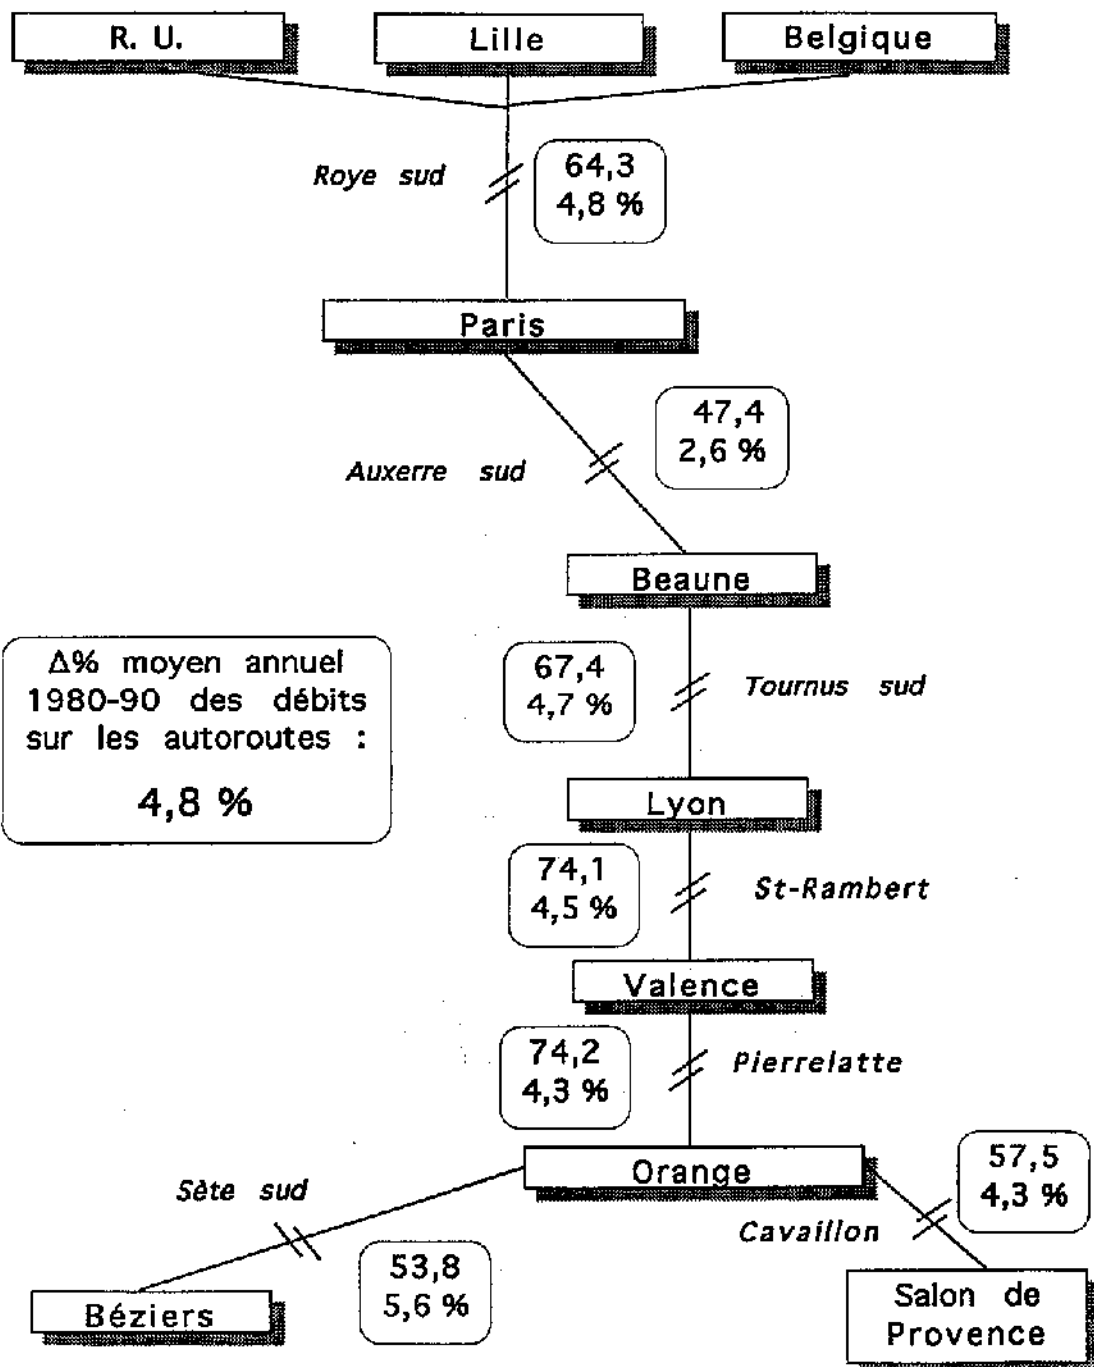 R. U.
Lille
Belgique
Roye sud
64,3
4,8 %
Paris
47,4
2,6 %
Auxerre sud
Beaune
67,4
4,7 %
Tournus sud
Δ% moyen annuel
1980-90 des débits
sur les autoroutes :
4,8 %
Lyon
74,1
4,5 %
St-Rambert
Valence
74,2
4,3 %
Pierrelatte
Orange
57,5
4,3 %
Sète sud
Cavaillon
53,8
5,6 %
Béziers
Salon de
Provence